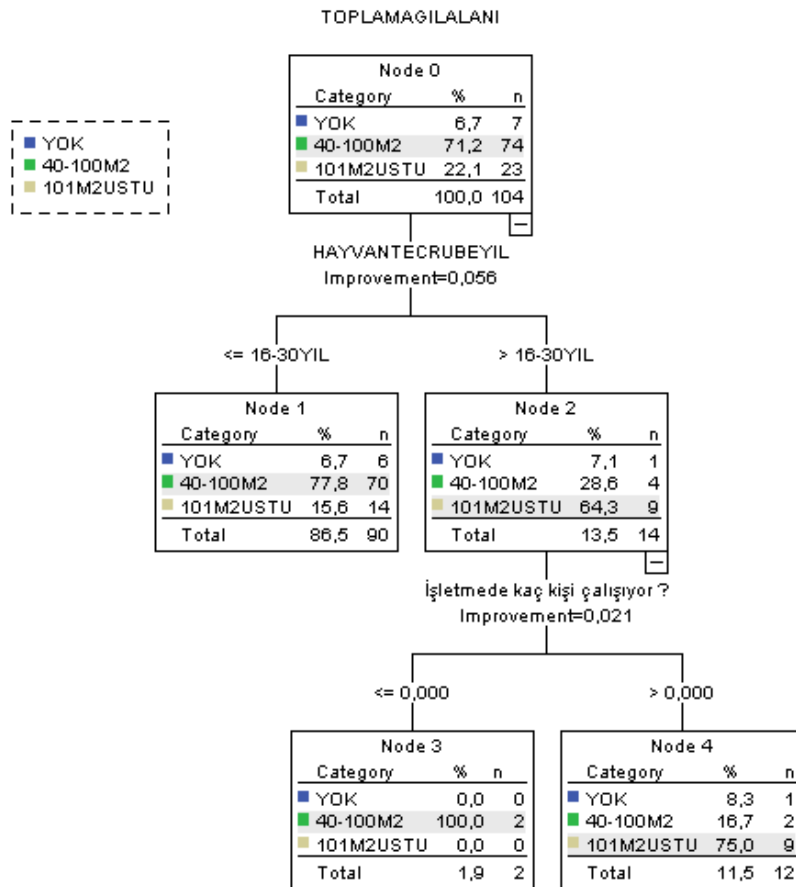 TOPLAMAGILALANI
YOK
40-100M2
101M2USTU
Node 0
Category % n
YOK 6,7 7
40-100M2 71,2 74
101M2USTU 22,1 23
Total 100,0 104
HAYVANTECRUBEYIL
Improvement=0,056
<= 16-30YIL
> 16-30YIL
Node 1
Category % n
YOK 6,7 6
40-100M2 77,8 70
101M2USTU 15,6 14
Total 86,5 90
Node 2
Category % n
YOK 7,1 1
40-100M2 28,6 4
101M2USTU 64,3 9
Total 13,5 14
İşletmede kaç kişi çalışıyor ?
Improvement=0,021
<= 0,000
> 0,000
Node 3
Category % n
YOK 0,0 0
40-100M2 100,0 2
101M2USTU 0,0 0
Total 1,9 2
Node 4
Category % n
YOK 8,3 1
40-100M2 16,7 2
101M2USTU 75,0 9
Total 11,5 12